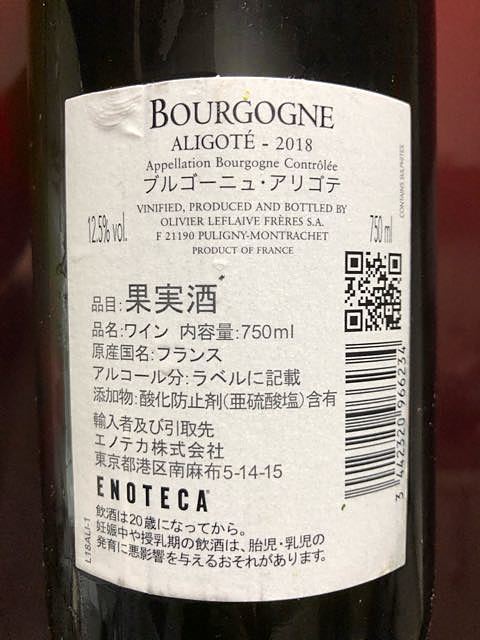 BOURGOGNE
ALIGOTÉ - 2018
Appellation Bourgogne Contrôlée
ブルゴーニュ・アリゴテ
VINIFIED, PRODUCED AND BOTTLED BY
OLIVIER LEFLAIVE FRÈRES S.A.
F 21190 PULIGNY-MONTRACHET
PRODUCT OF FRANCE
12.5% vol.
750 ml
CONTAINS SULPHITES
品目:果実酒
品名:ワイン 内容量:750ml
原産国名:フランス
アルコール分:ラベルに記載
添加物:酸化防止剤(亜硫酸塩)含有
輸入者及び引取先
エノテカ株式会社
東京都港区南麻布5-14-15
ENOTECA
飲酒は20歳になってから。
妊娠中や授乳期の飲酒は、胎児・乳児の
発育に悪影響を与えるおそれがあります。
L18ALI-1
3 442320 966234